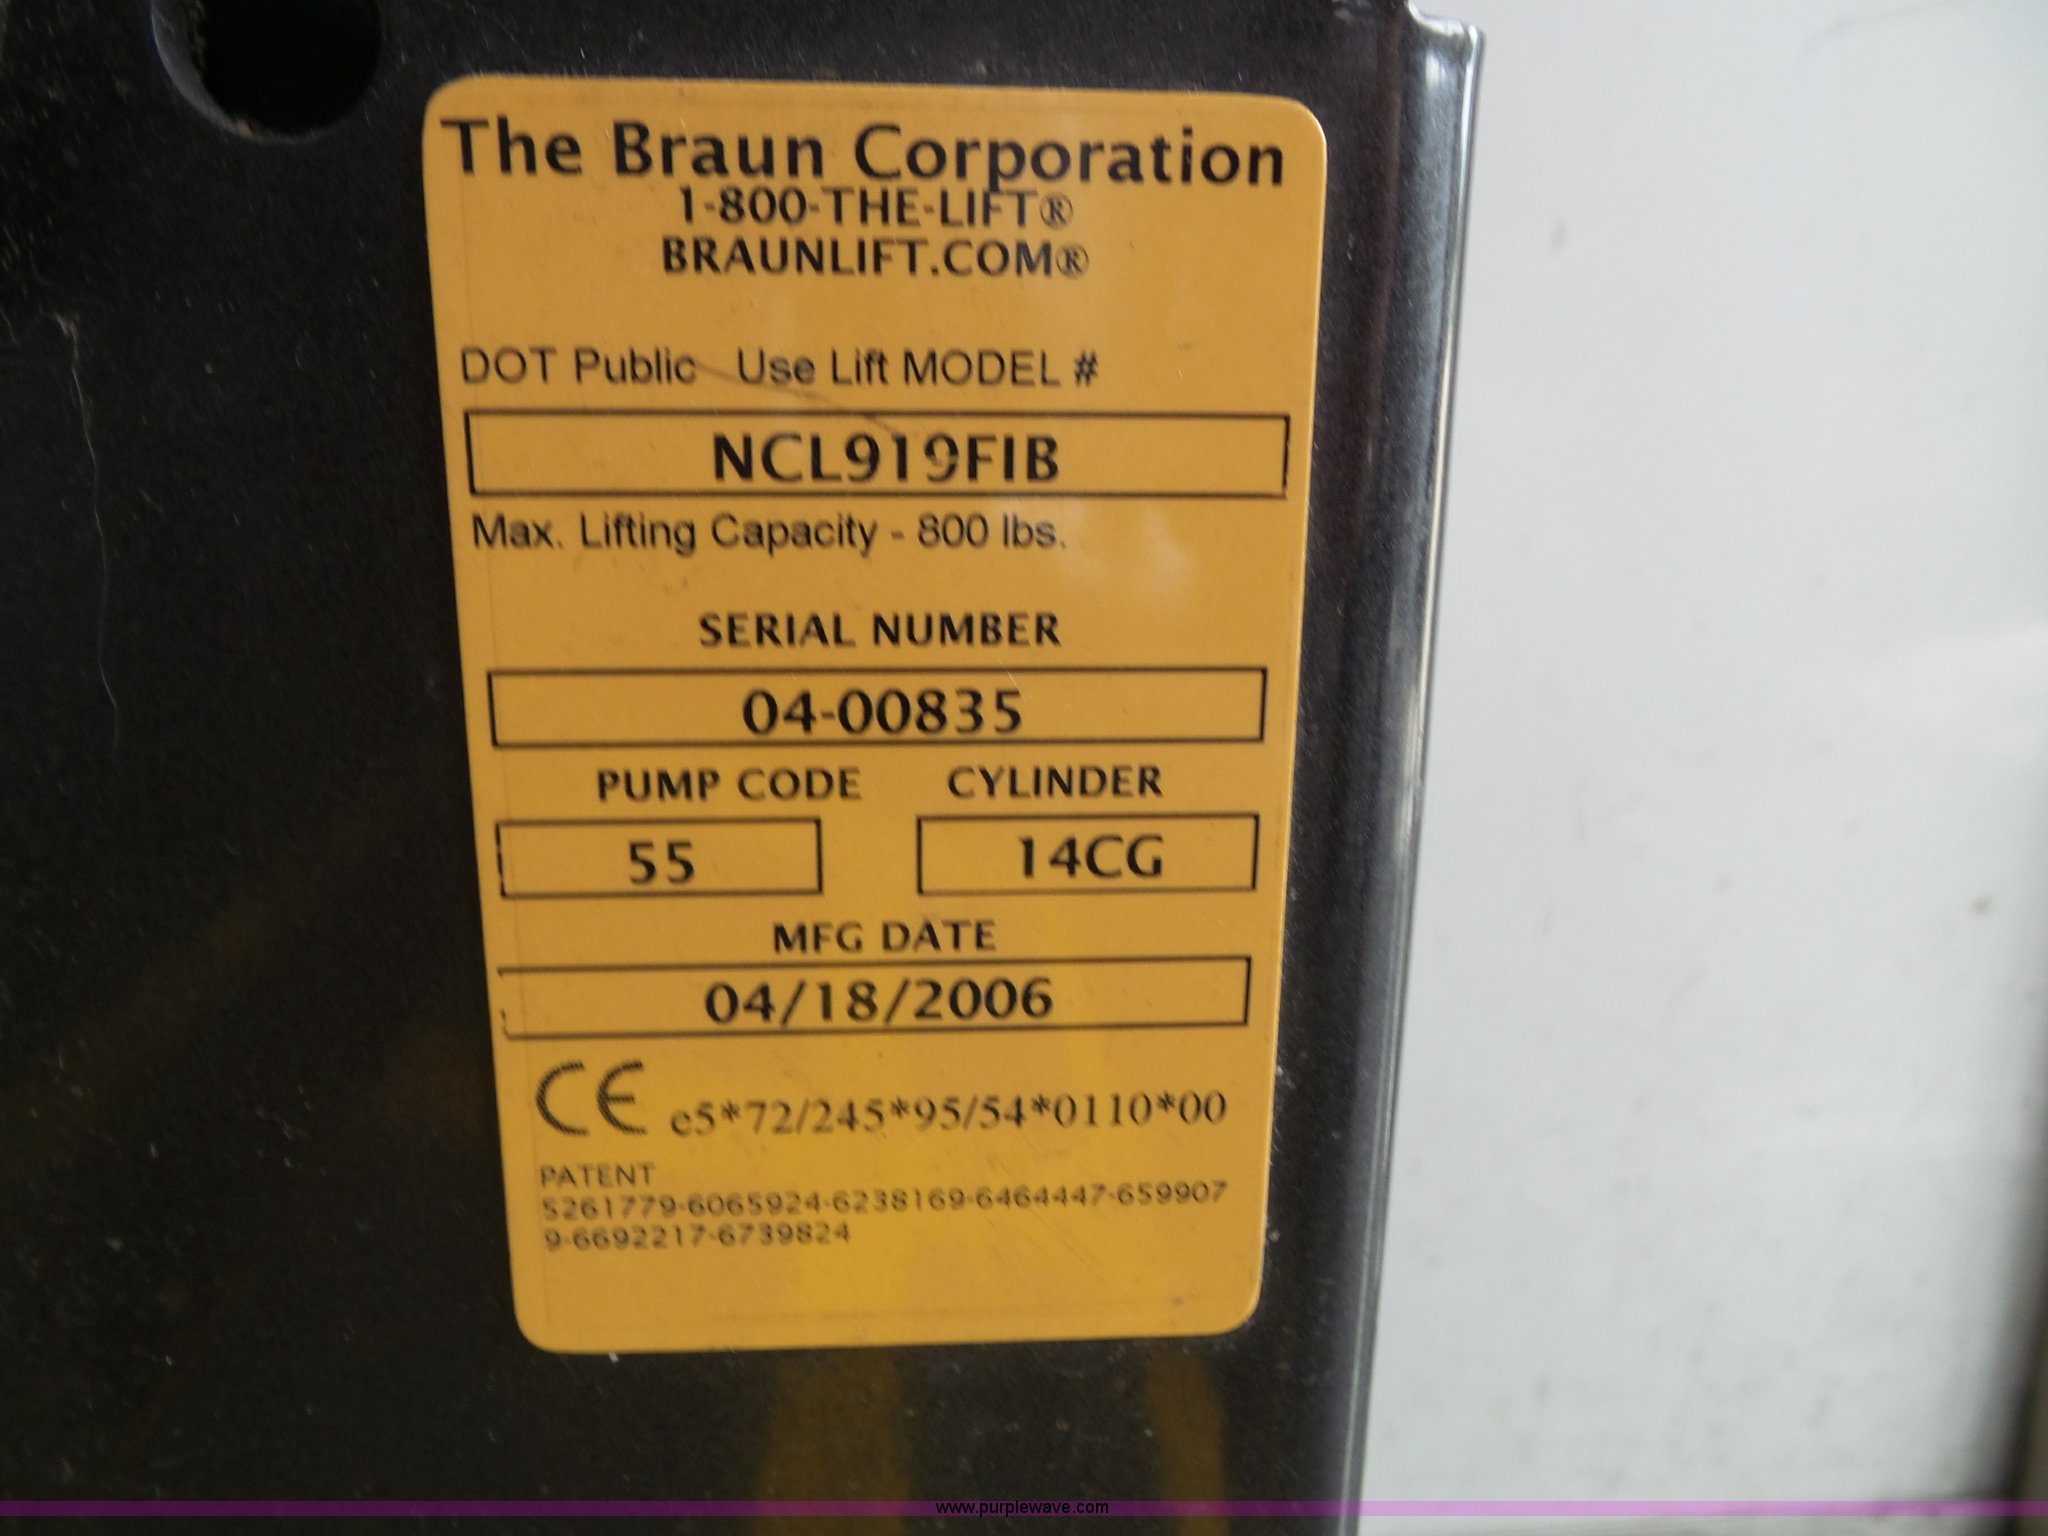 The Braun Corporation
1-800-THE-LIFT®
BRAUNLIFT.COM®
DOT Public Use Lift MODEL #
NCL919FIB
Max. Lifting Capacity - 800 lbs.
SERIAL NUMBER
04-00835
PUMP CODE CYLINDER
55 14CG
MFG DATE
04/18/2006
CE e5*72/245*95/54*0110*00
PATENT
5261779-6065924-6238169-6464447-659907
9-6692217-6739824
www.purplewave.com